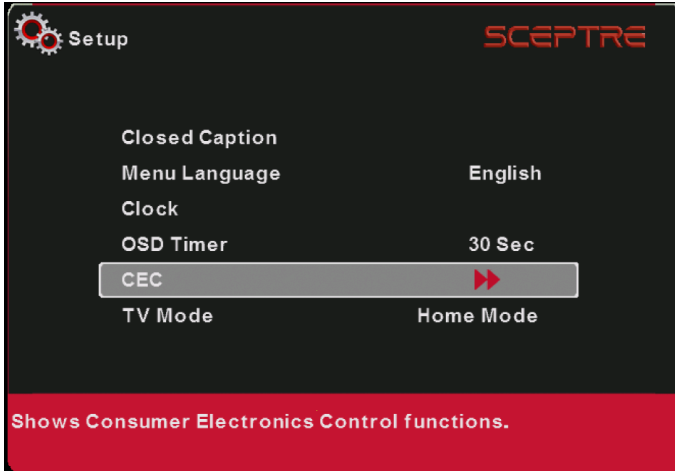 Setup
SCEPTRE
Closed Caption
Menu Language English
Clock
OSD Timer 30 Sec
CEC
TV Mode Home Mode
Shows Consumer Electronics Control functions.